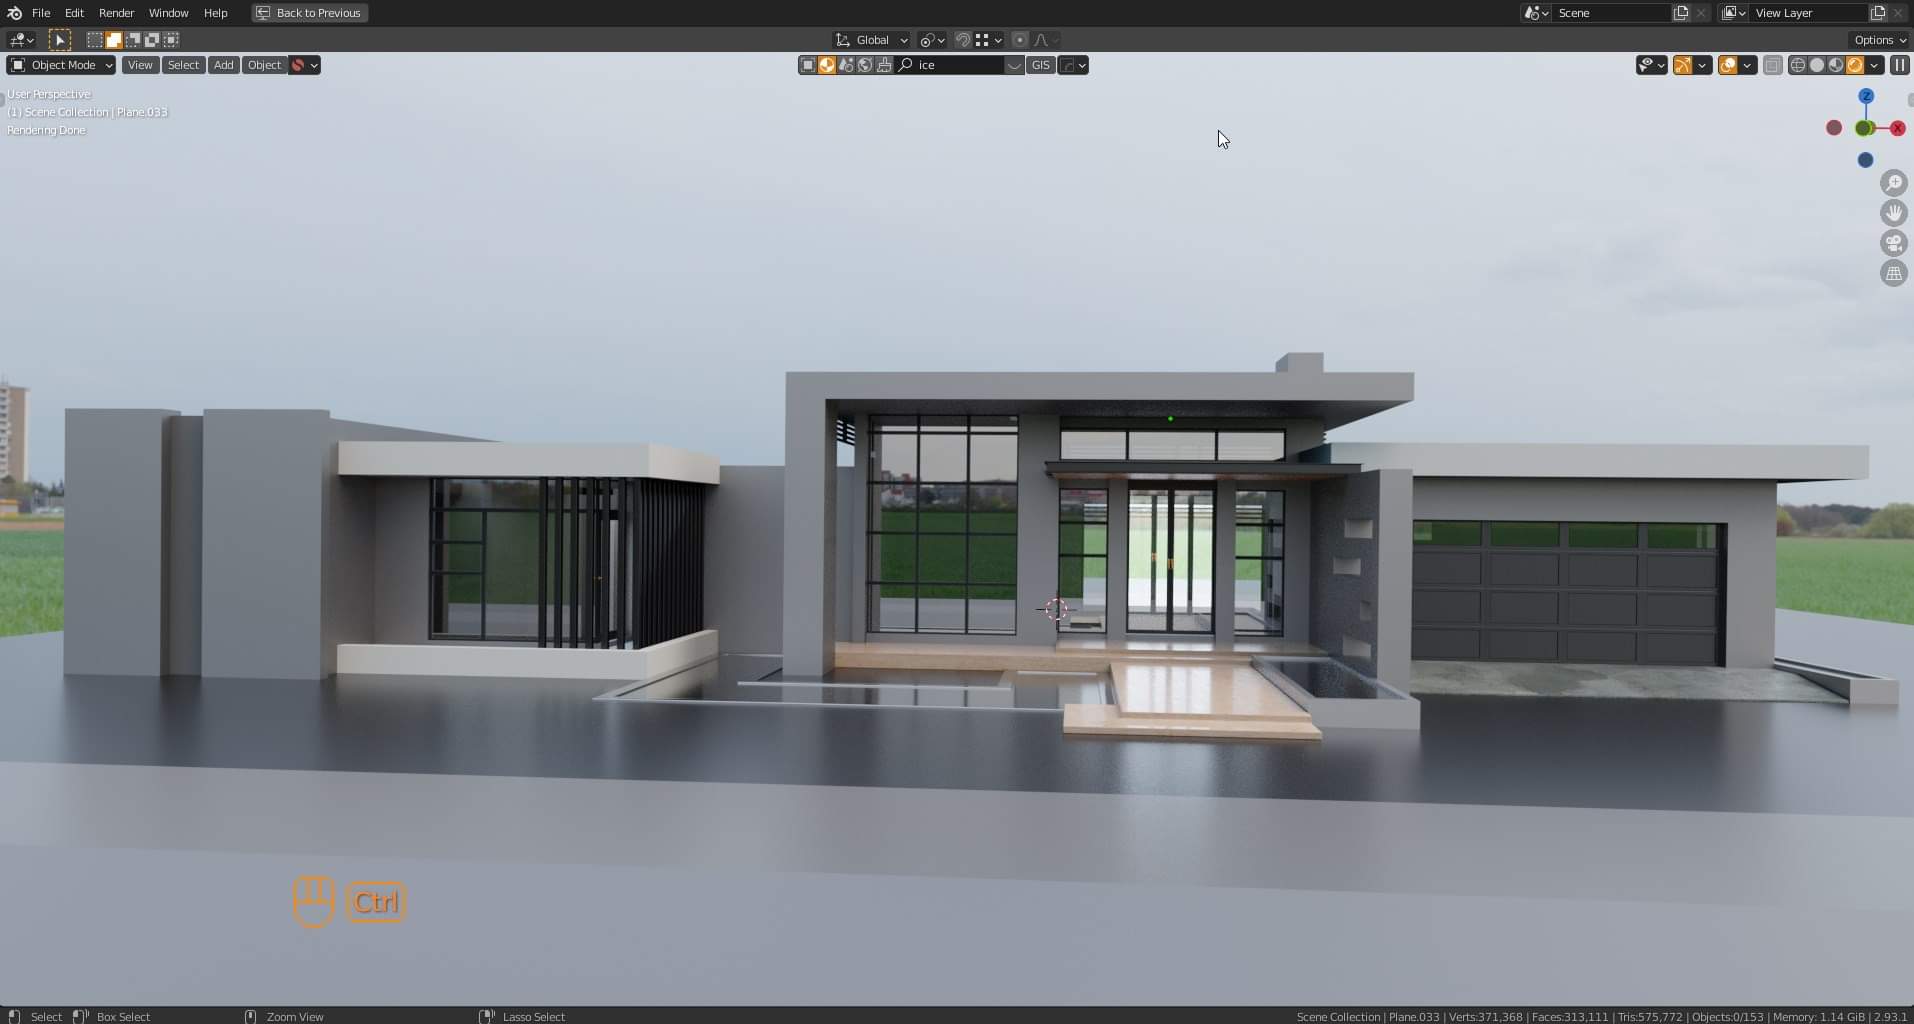 File Edit Render Window Help Back to Previous Scene View Layer
Global Options
Object Mode View Select Add Object ice GIS
User Perspective
(1) Scene Collection | Plane.033
Rendering Done
Z
X
Ctrl
Select Box Select Zoom View Lasso Select Scene Collection | Plane.033 | Verts:371,368 | Faces:313,111 | Tris:575,772 | Objects:0/153 | Memory: 1.14 GiB | 2.93.1